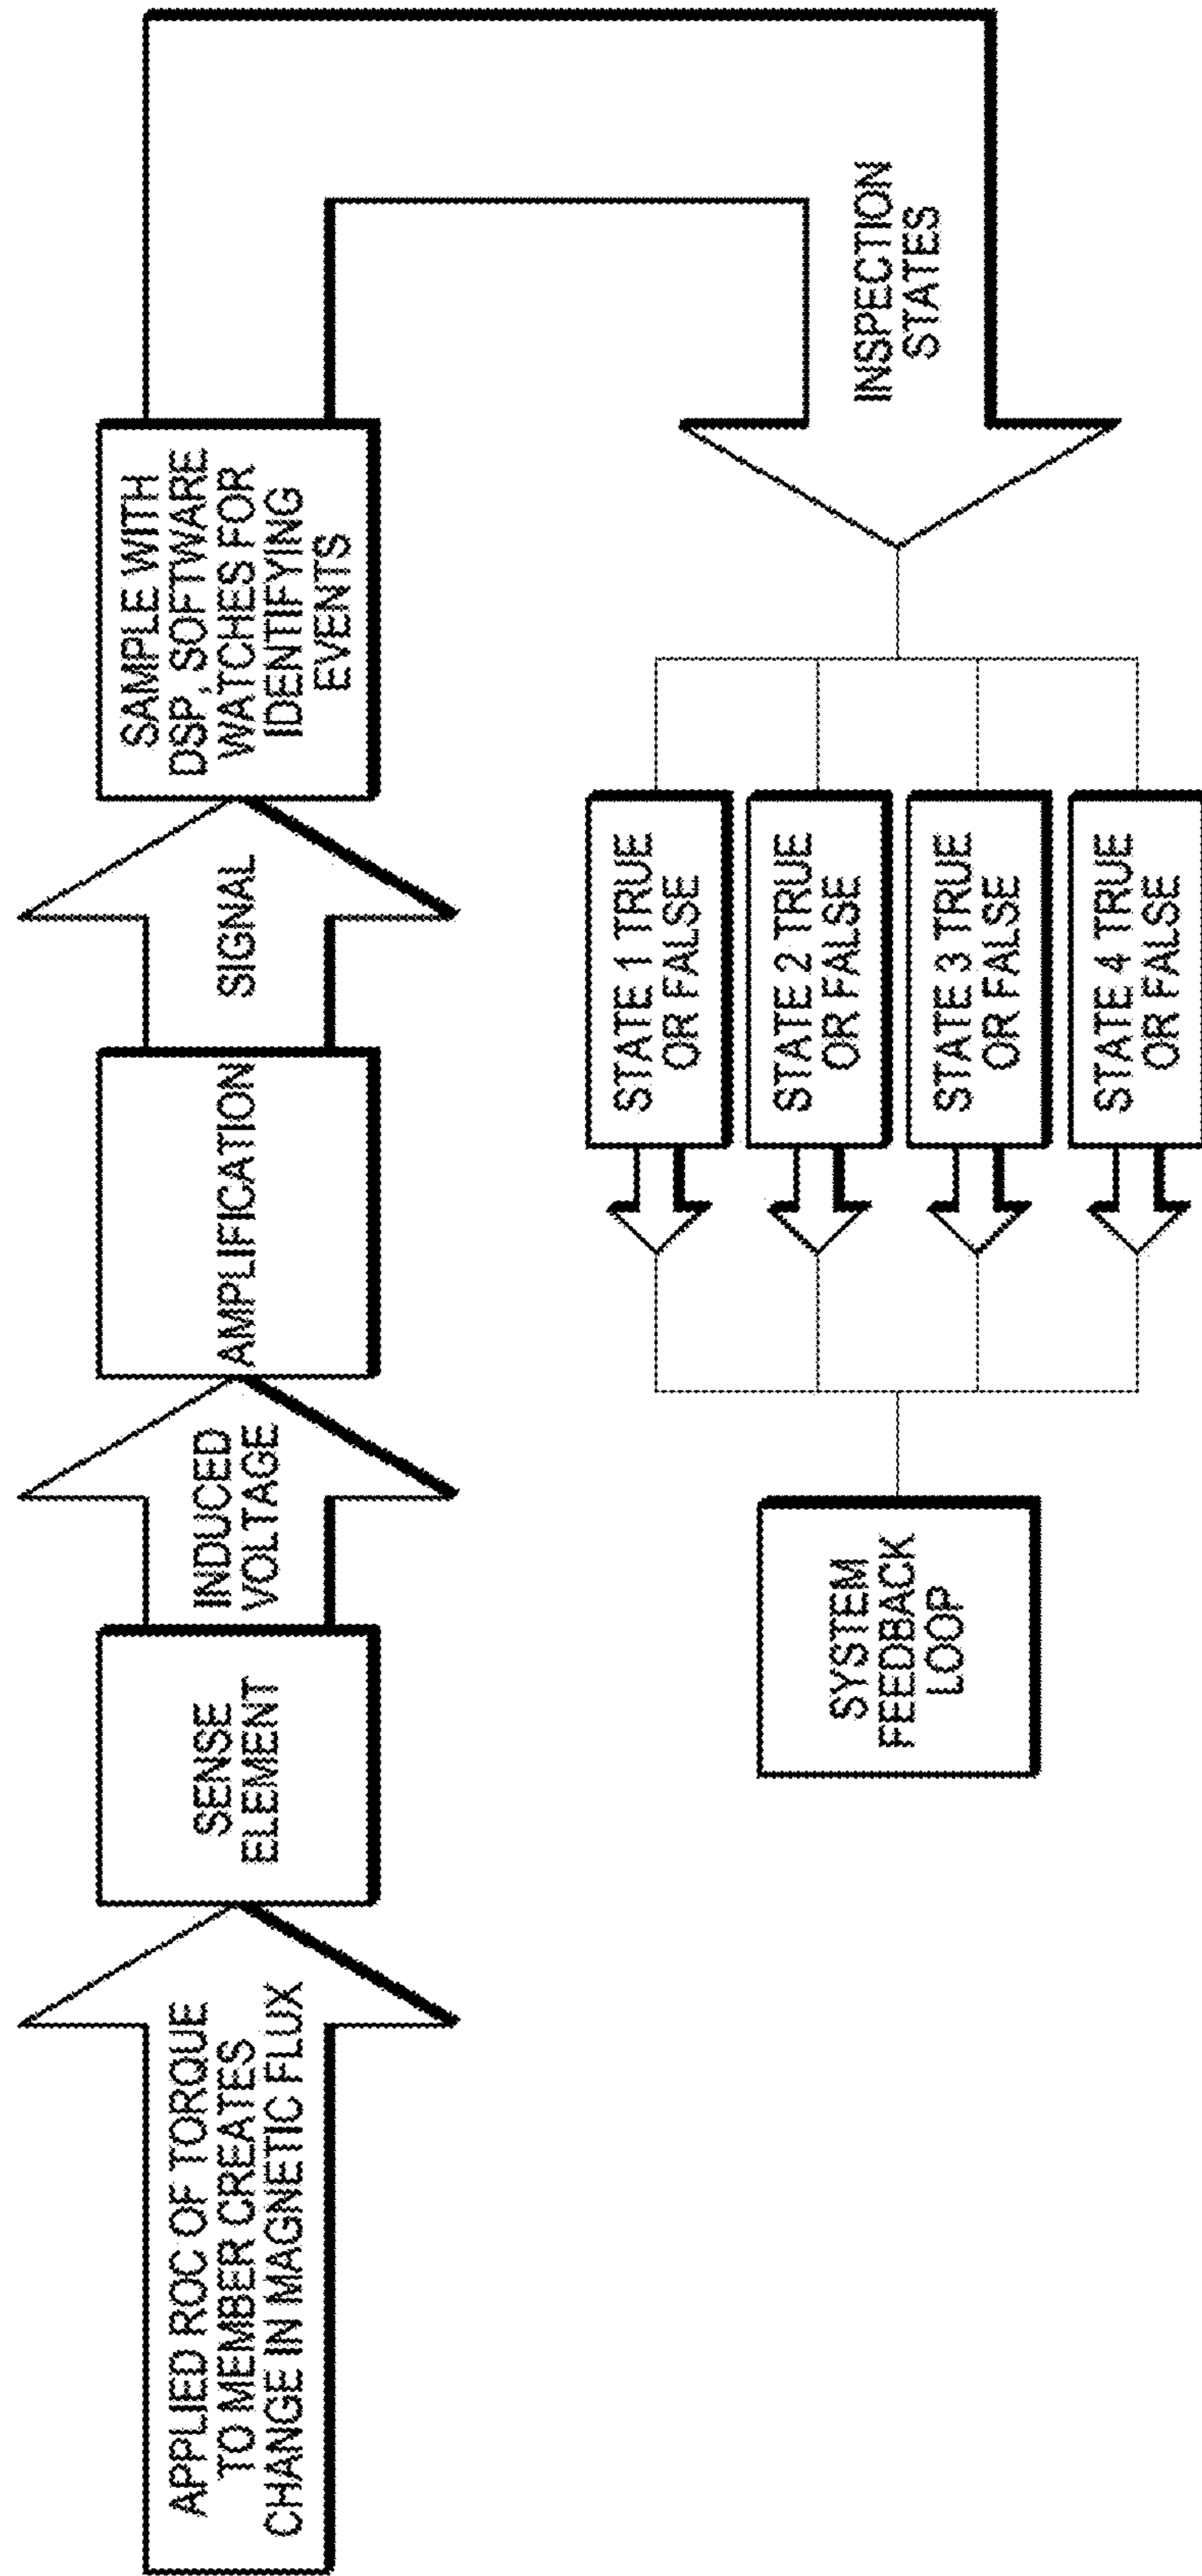 APPLIED ROC OF TORQUE
TO MEMBER CREATES
CHANGE IN MAGNETIC FLUX
SENSE
ELEMENT
INDUCED
VOLTAGE
AMPLIFICATION
SIGNAL
SAMPLE WITH
DSP, SOFTWARE
WATCHES FOR
IDENTIFYING
EVENTS
INSPECTION
STATES
STATE 1 TRUE
OR FALSE
STATE 2 TRUE
OR FALSE
STATE 3 TRUE
OR FALSE
STATE 4 TRUE
OR FALSE
SYSTEM
FEEDBACK
LOOP